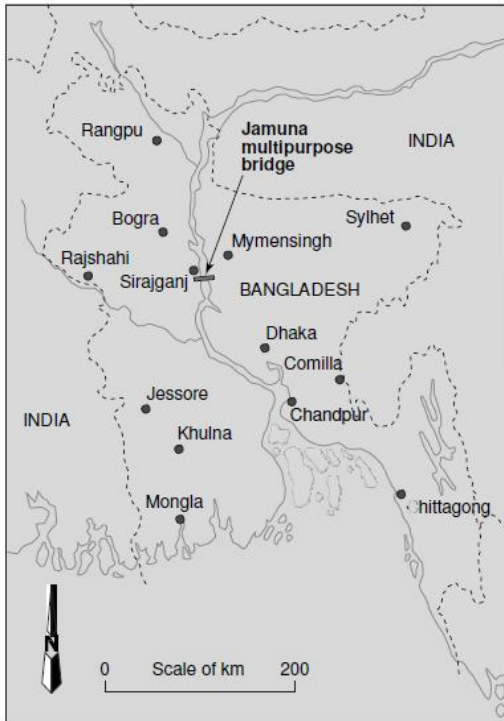 Jamuna
multipurpose
bridge
Rangpu
INDIA
Bogra
Sylhet
Mymensingh
Rajshahi
Sirajganj
BANGLADESH
Dhaka
Comilla
Jessore
Chandpur
INDIA
Khulna
Mongla
Chittagong
N
0 Scale of km 200